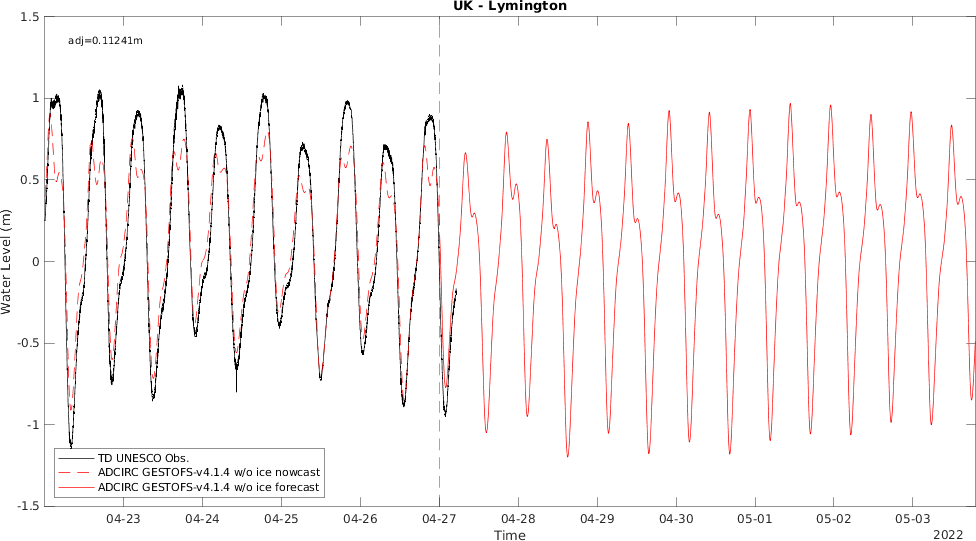 UK - Lymington
1.5
adj=0.11241m
1
0.5
0
-0.5
-1
-1.5
Water Level (m)
TD UNESCO Obs.
ADCIRC GESTOFS-v4.1.4 w/o ice nowcast
ADCIRC GESTOFS-v4.1.4 w/o ice forecast
04-23 04-24 04-25 04-26 04-27 04-28 04-29 04-30 05-01 05-02 05-03
Time
2022